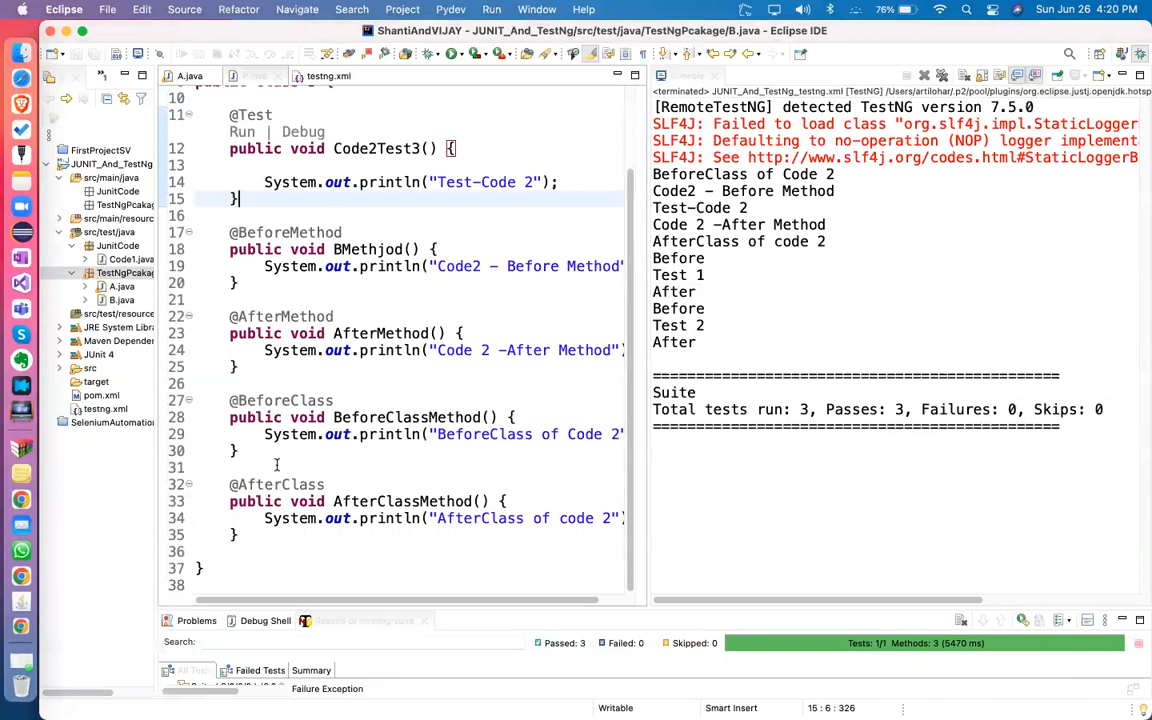 Eclipse File Edit Source Refactor Navigate Search Project Pydev Run Window Help 76% Sun Jun 26 4:20 PM
ShantiAndVIJAY - JUNIT_And_TestNg/src/test/java/TestNgPcakage/B.java - Eclipse IDE
A.java
testng.xml
FirstProjectSV
JUNIT_And_TestNg
src/main/java
JunitCode
TestNgPcakag
src/main/resourc
src/test/java
JunitCode
Code1.java
TestNgPcakag
A.java
B.java
src/test/resource
JRE System Libra
Maven Depender
JUnit 4
src
target
pom.xml
testng.xml
SeleniumAutomation
10
11 @Test
Run | Debug
12 public void Code2Test3() {
13
14 System.out.println("Test-Code 2");
15 }
16
17 @BeforeMethod
18 public void BMethjod() {
19 System.out.println("Code2 - Before Method"
20 }
21
22 @AfterMethod
23 public void AfterMethod() {
24 System.out.println("Code 2 -After Method")
25 }
26
27 @BeforeClass
28 public void BeforeClassMethod() {
29 System.out.println("BeforeClass of Code 2"
30 }
31
32 @AfterClass
33 public void AfterClassMethod() {
34 System.out.println("AfterClass of code 2")
35 }
36
37 }
38
<terminated> JUNIT_And_TestNg_testng.xml [TestNG] /Users/artilohar/.p2/pool/plugins/org.eclipse.justj.openjdk.hotsp
[RemoteTestNG] detected TestNG version 7.5.0
SLF4J: Failed to load class "org.slf4j.impl.StaticLogger
SLF4J: Defaulting to no-operation (NOP) logger implementa
SLF4J: See http://www.slf4j.org/codes.html#StaticLoggerB
BeforeClass of Code 2
Code2 - Before Method
Test-Code 2
Code 2 -After Method
AfterClass of code 2
Before
Test 1
After
Before
Test 2
After
===============================================
Suite
Total tests run: 3, Passes: 3, Failures: 0, Skips: 0
===============================================
Problems Debug Shell
Search: Passed: 3 Failed: 0 Skipped: 0 Tests: 1/1 Methods: 3 (5470 ms)
Failed Tests Summary
Failure Exception
Writable Smart Insert 15 : 6 : 326